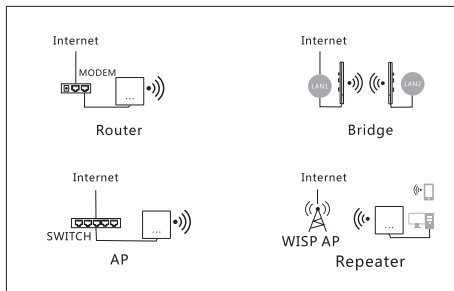 Internet
MODEM
Router
Internet
LAN1
LAN2
Bridge
Internet
SWITCH
AP
Internet
WISP AP
Repeater